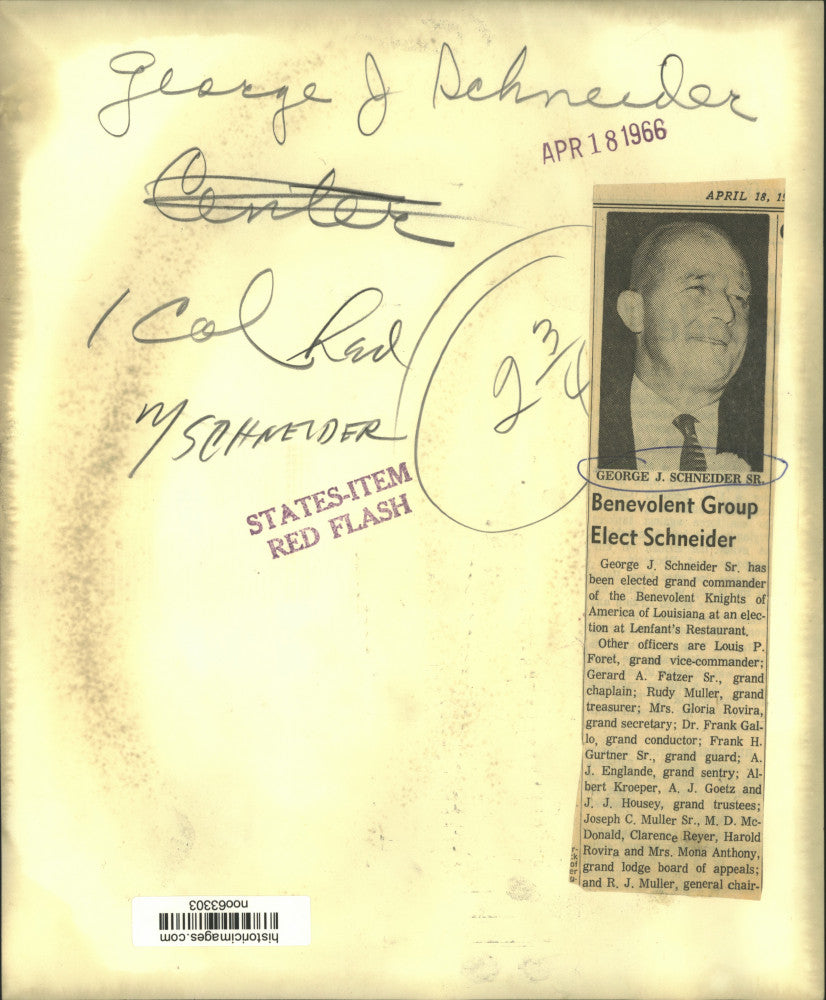 George J Schneider
APR 18 1966
Center
1 Col Red
M/SCHNEIDER
2 3/4
STATES-ITEM
RED FLASH
APRIL 18, 19
GEORGE J. SCHNEIDER SR.
Benevolent Group
Elect Schneider
George J. Schneider Sr. has
been elected grand commander
of the Benevolent Knights of
America of Louisiana at an elec-
tion at Lenfant's Restaurant.
Other officers are Louis P.
Foret, grand vice-commander;
Gerard A. Fatzer Sr., grand
chaplain; Rudy Muller, grand
treasurer; Mrs. Gloria Rovira,
grand secretary; Dr. Frank Gal-
lo, grand conductor; Frank H.
Gurtner Sr., grand guard; A.
J. Englande, grand sentry; Al-
bert Kroeper, A. J. Goetz and
J. J. Housey, grand trustees;
Joseph C. Muller Sr., M. D. Mc-
Donald, Clarence Reyer, Harold
Rovira and Mrs. Mona Anthony,
grand lodge board of appeals;
and R. J. Muller, general chair-
historicimages.com
noo63303